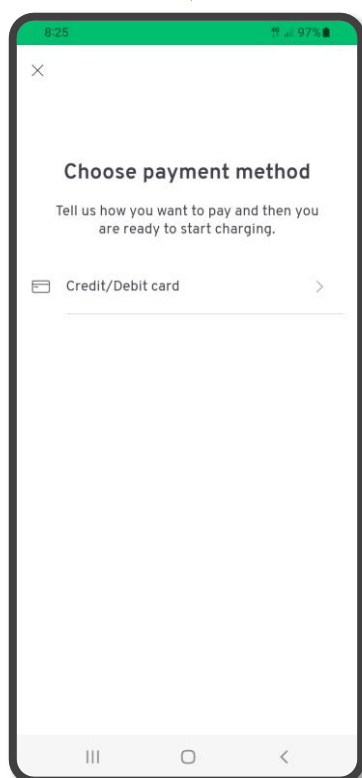 8:25
97%
Choose payment method
Tell us how you want to pay and then you
are ready to start charging.
Credit/Debit card